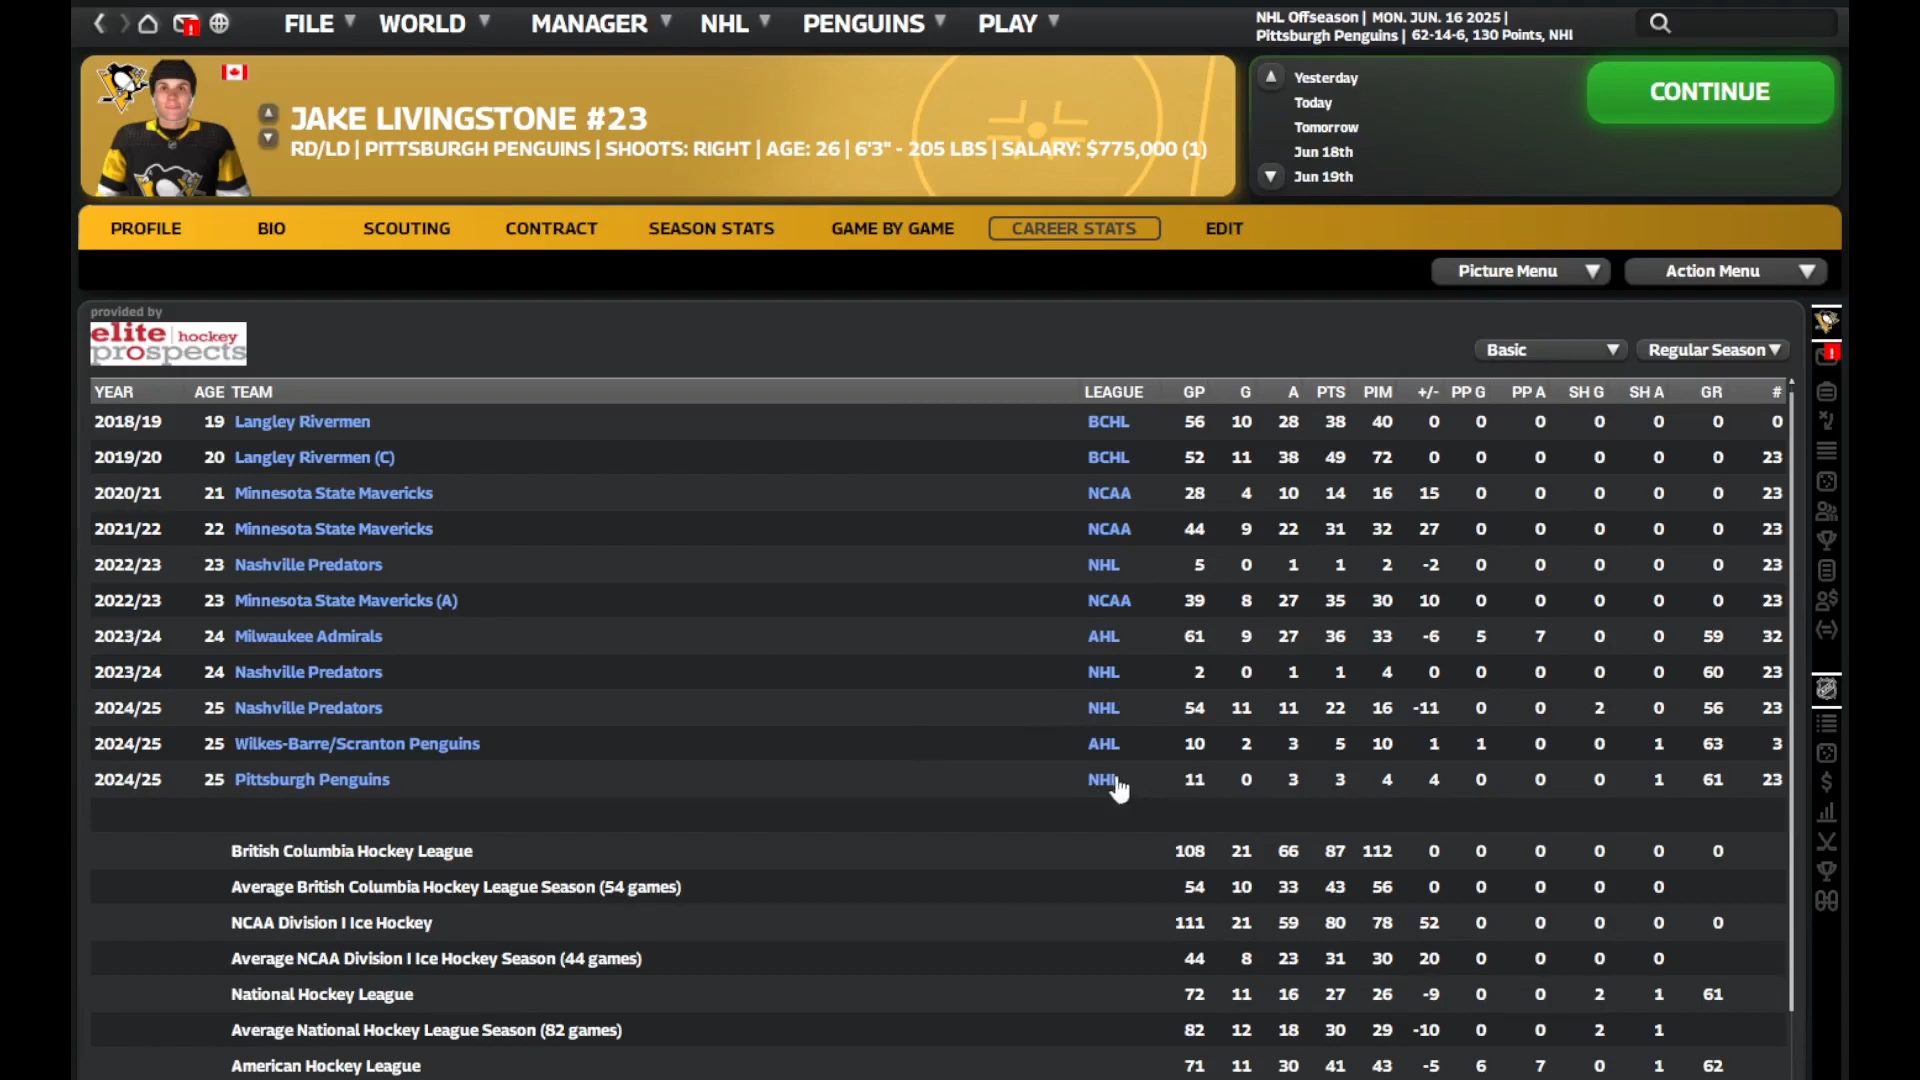 FILE WORLD MANAGER NHL PENGUINS PLAY
NHL Offseason | MON. JUN. 16 2025 |
Pittsburgh Penguins | 62-14-6, 130 Points, NHI
JAKE LIVINGSTONE #23
RD/LD | PITTSBURGH PENGUINS | SHOOTS: RIGHT | AGE: 26 | 6'3" - 205 LBS | SALARY: $775,000 (1)
Yesterday
Today
Tomorrow
Jun 18th
Jun 19th
CONTINUE
PROFILE BIO SCOUTING CONTRACT SEASON STATS GAME BY GAME CAREER STATS EDIT
Picture Menu Action Menu
provided by
elite hockey
prospects
Basic Regular Season
YEAR AGE TEAM LEAGUE GP G A PTS PIM +/- PP G PP A SH G SH A GR #
2018/19 19 Langley Rivermen BCHL 56 10 28 38 40 0 0 0 0 0 0 0
2019/20 20 Langley Rivermen (C) BCHL 52 11 38 49 72 0 0 0 0 0 0 23
2020/21 21 Minnesota State Mavericks NCAA 28 4 10 14 16 15 0 0 0 0 0 23
2021/22 22 Minnesota State Mavericks NCAA 44 9 22 31 32 27 0 0 0 0 0 23
2022/23 23 Nashville Predators NHL 5 0 1 1 2 -2 0 0 0 0 0 23
2022/23 23 Minnesota State Mavericks (A) NCAA 39 8 27 35 30 10 0 0 0 0 0 23
2023/24 24 Milwaukee Admirals AHL 61 9 27 36 33 -6 5 7 0 0 59 32
2023/24 24 Nashville Predators NHL 2 0 1 1 4 0 0 0 0 0 60 23
2024/25 25 Nashville Predators NHL 54 11 11 22 16 -11 0 0 2 0 56 23
2024/25 25 Wilkes-Barre/Scranton Penguins AHL 10 2 3 5 10 1 1 0 0 1 63 3
2024/25 25 Pittsburgh Penguins NHL 11 0 3 3 4 4 0 0 0 1 61 23
British Columbia Hockey League 108 21 66 87 112 0 0 0 0 0 0
Average British Columbia Hockey League Season (54 games) 54 10 33 43 56 0 0 0 0 0
NCAA Division I Ice Hockey 111 21 59 80 78 52 0 0 0 0 0
Average NCAA Division I Ice Hockey Season (44 games) 44 8 23 31 30 20 0 0 0 0
National Hockey League 72 11 16 27 26 -9 0 0 2 1 61
Average National Hockey League Season (82 games) 82 12 18 30 29 -10 0 0 2 1
American Hockey League 71 11 30 41 43 -5 6 7 0 1 62